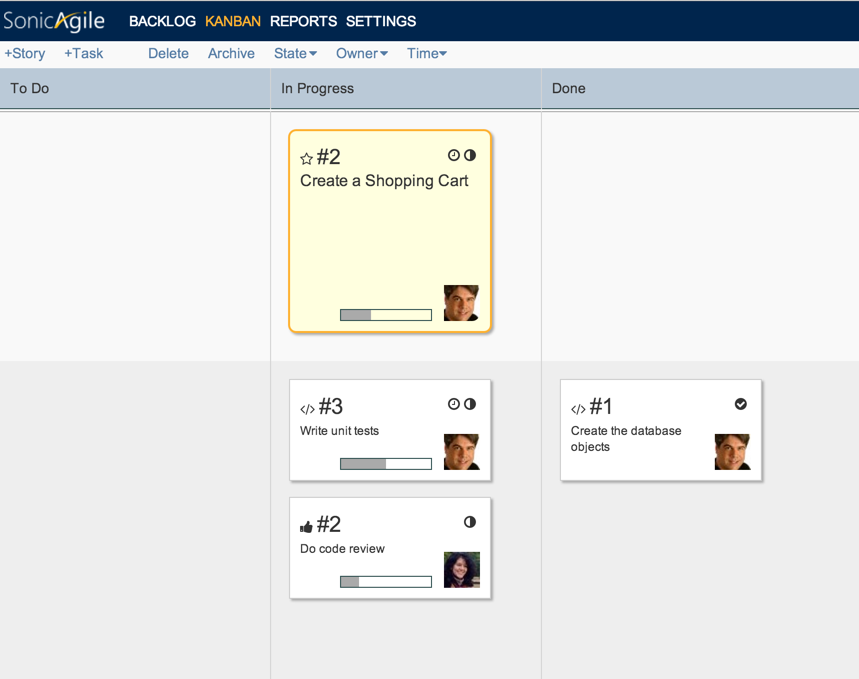 SonicAgile BACKLOG KANBAN REPORTS SETTINGS
+Story +Task Delete Archive State Owner Time
To Do In Progress Done
#2
Create a Shopping Cart
</> #3
Write unit tests
</> #1
Create the database
objects
#2
Do code review